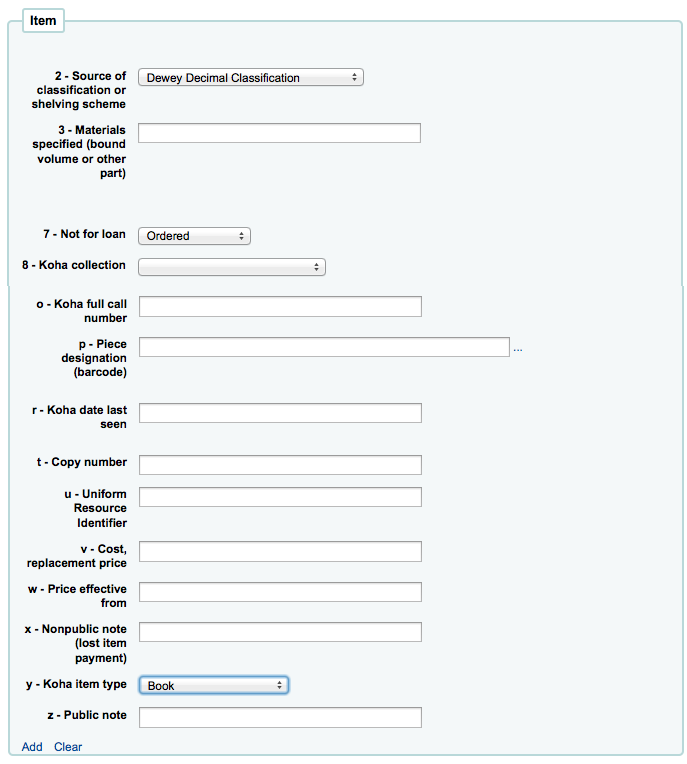 Item
2 - Source of
classification or
shelving scheme
Dewey Decimal Classification
3 - Materials
specified (bound
volume or other
part)
7 - Not for loan
Ordered
8 - Koha collection
o - Koha full call
number
p - Piece
designation
(barcode)
...
r - Koha date last
seen
t - Copy number
u - Uniform
Resource
Identifier
v - Cost,
replacement price
w - Price effective
from
x - Nonpublic note
(lost item
payment)
y - Koha item type
Book
z - Public note
Add Clear